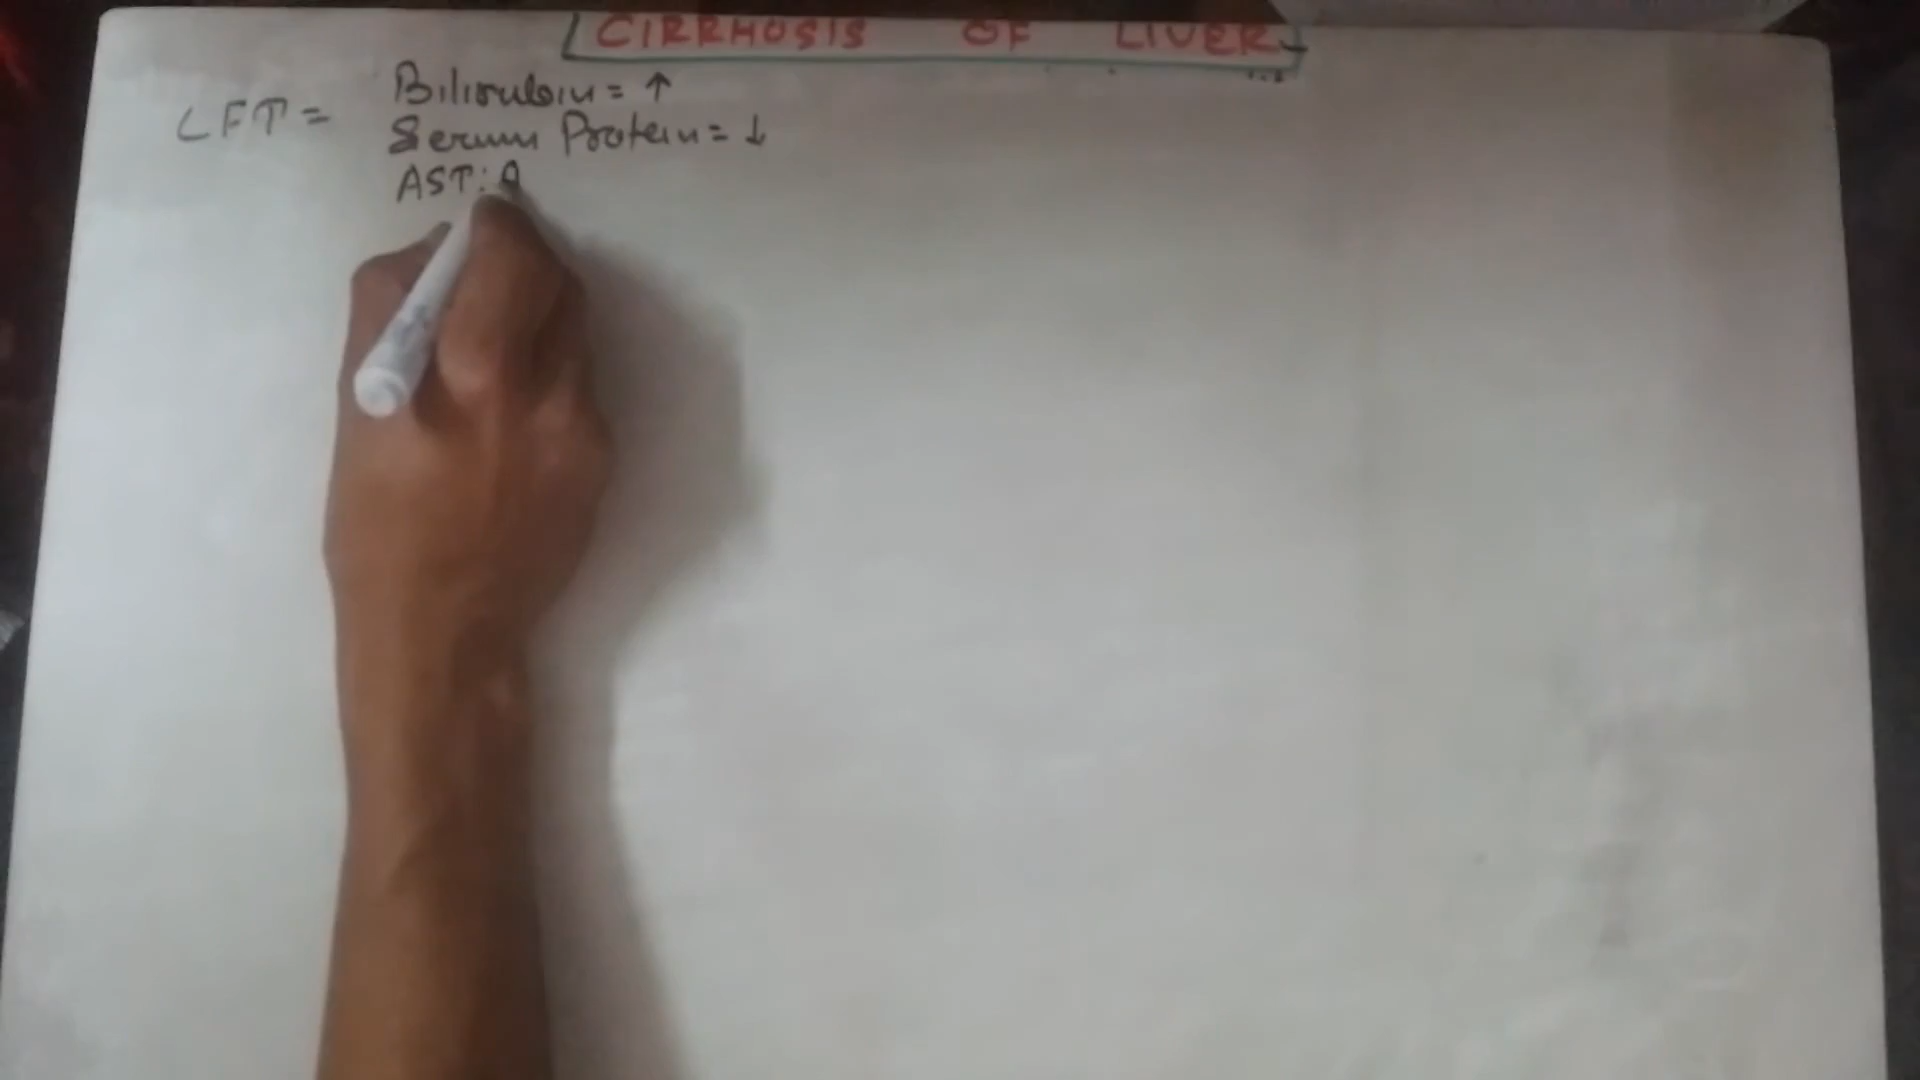 CIRRHOSIS OF LIVER
LFT = Bilirubin = ↑
Serum Protein = ↓
AST : A